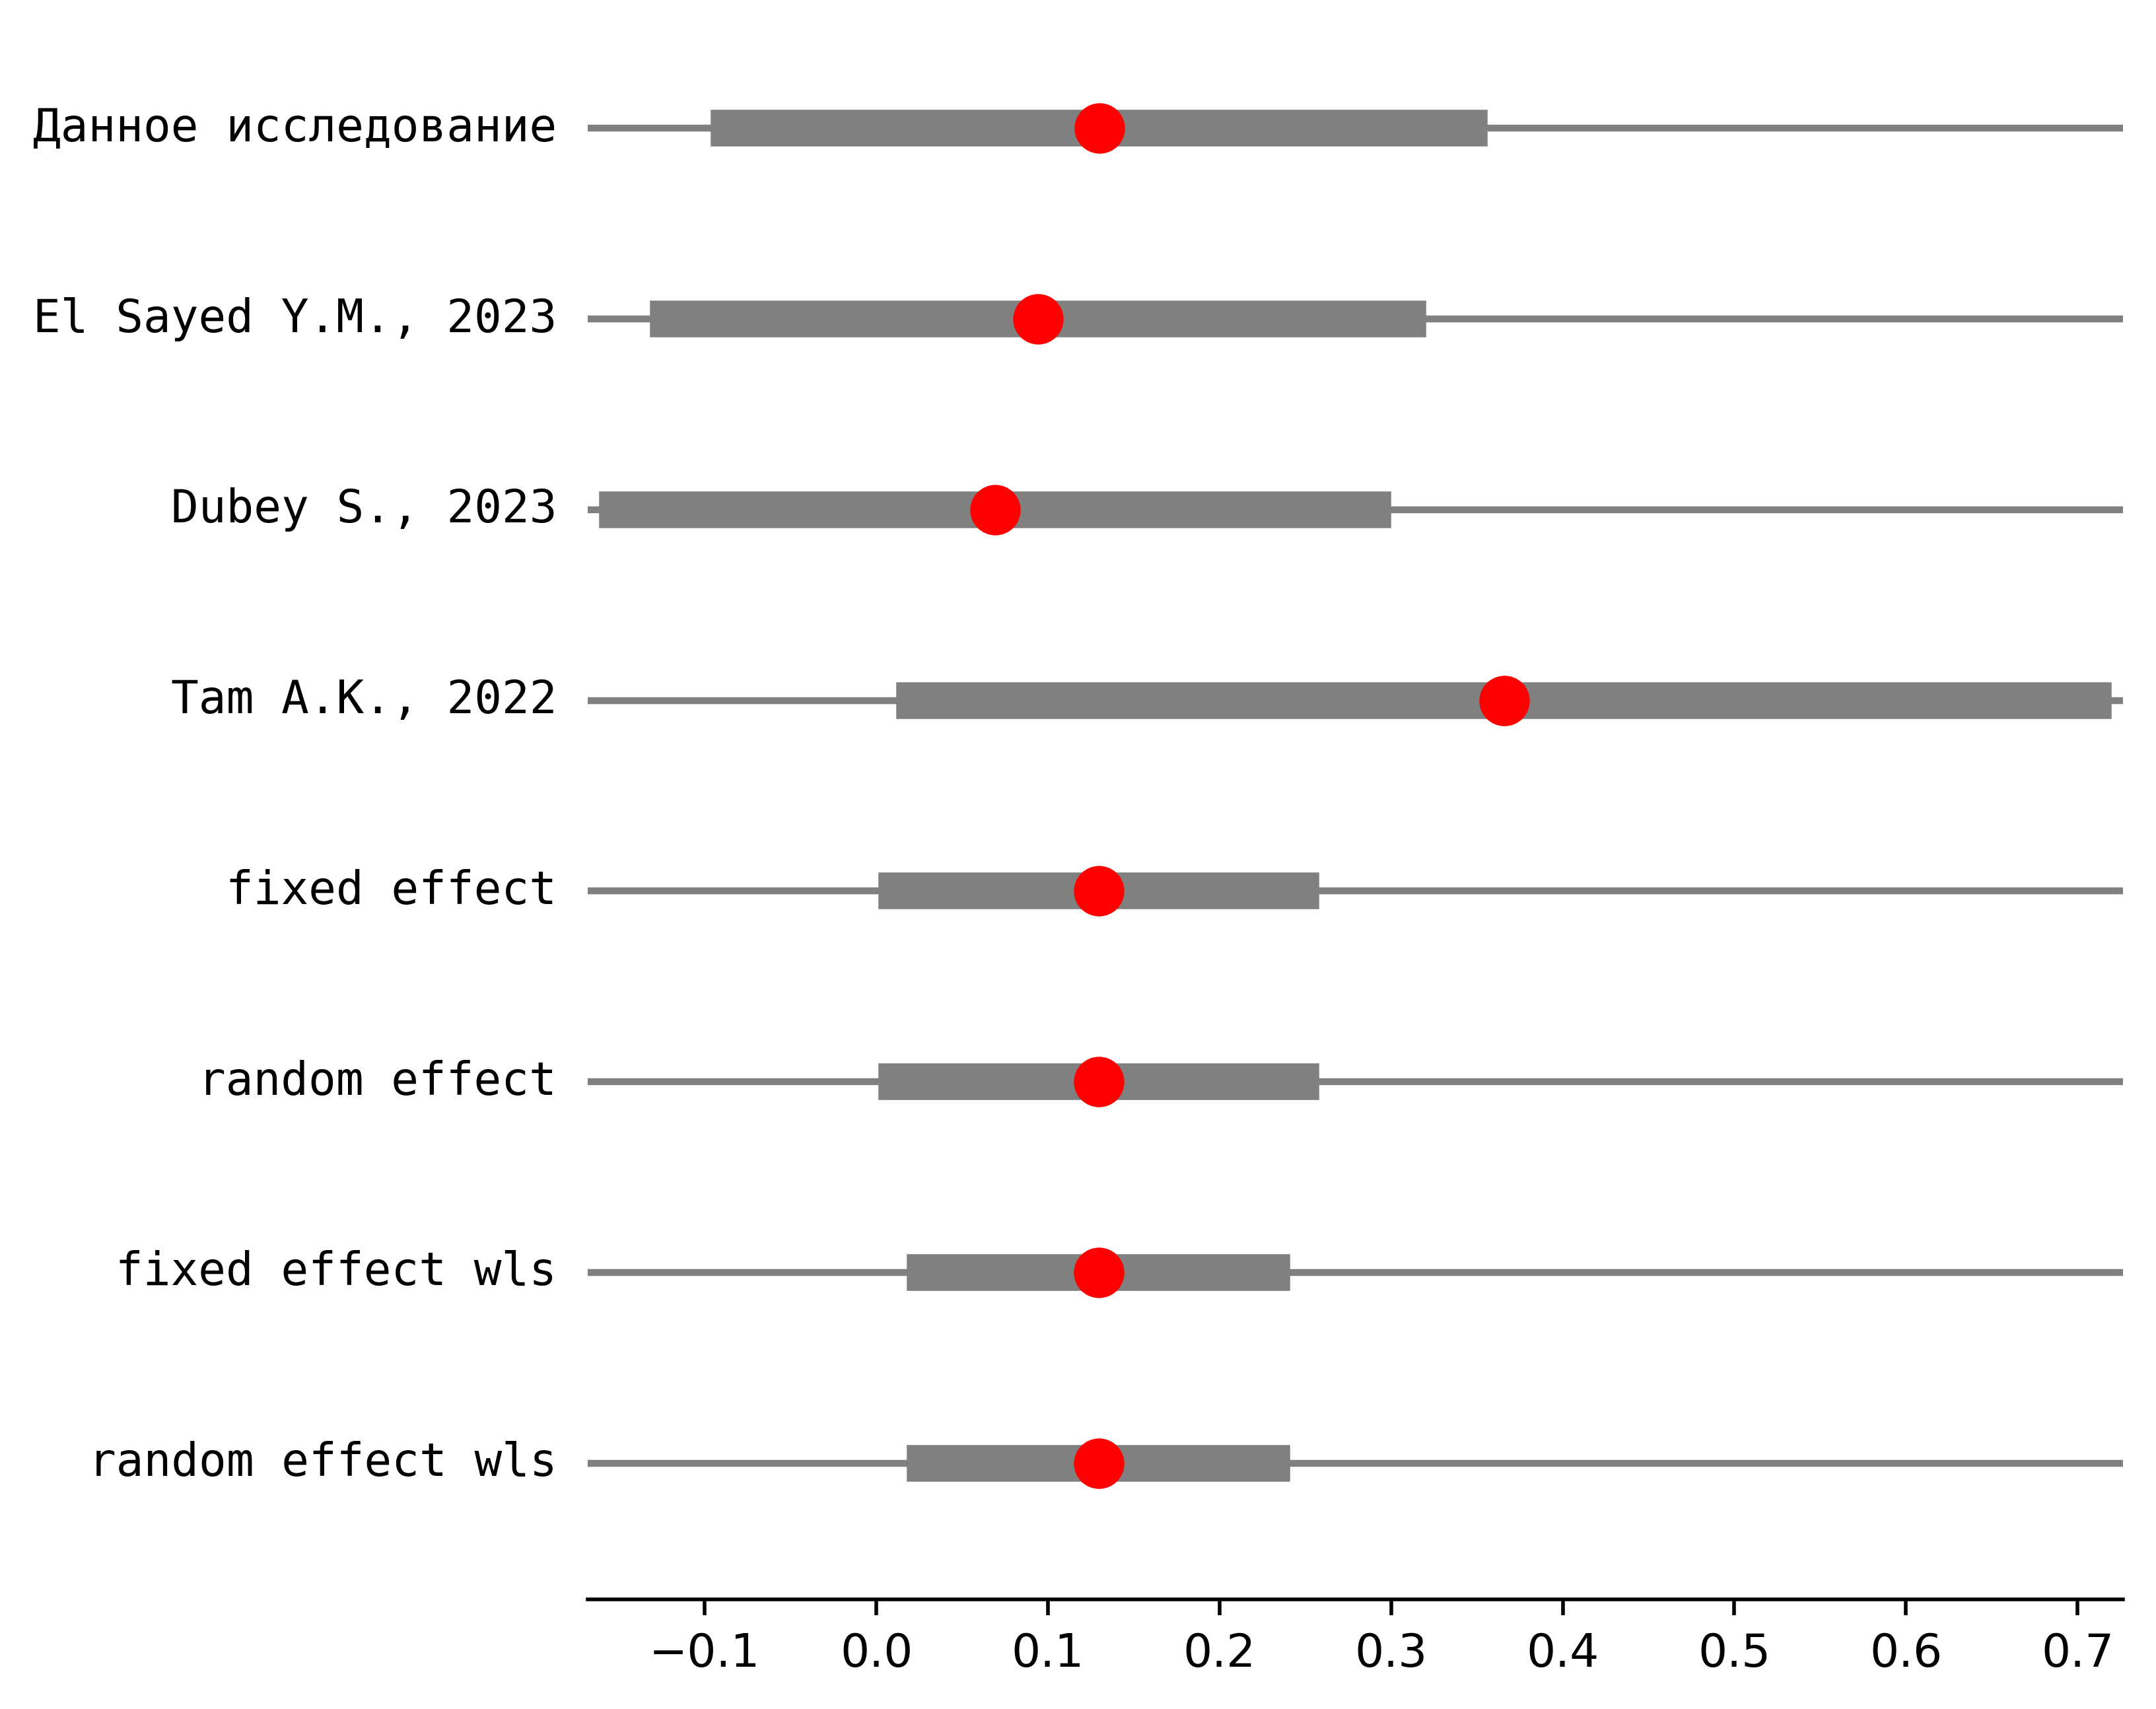 Данное исследование
El Sayed Y.M., 2023
Dubey S., 2023
Tam A.K., 2022
fixed effect
random effect
fixed effect wls
random effect wls
−0.1 0.0 0.1 0.2 0.3 0.4 0.5 0.6 0.7